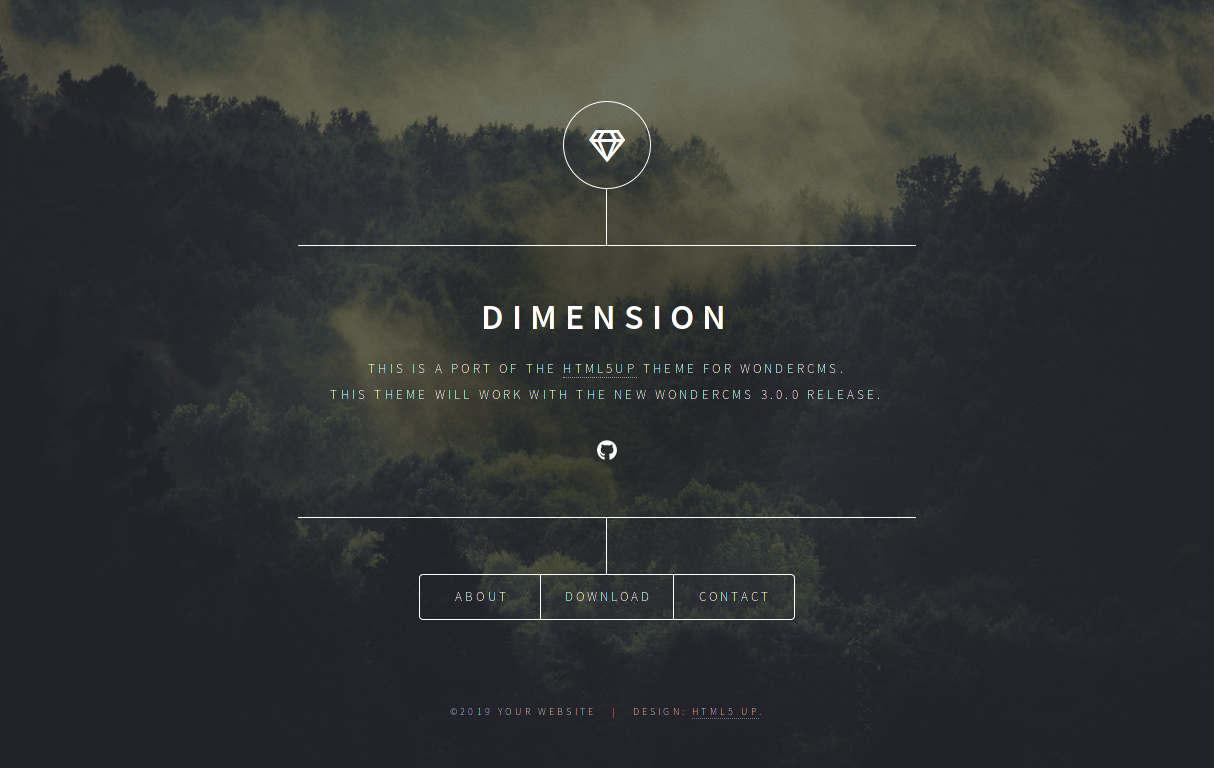 DIMENSION
THIS IS A PORT OF THE HTML5UP THEME FOR WONDERCMS.
THIS THEME WILL WORK WITH THE NEW WONDERCMS 3.0.0 RELEASE.
ABOUT DOWNLOAD CONTACT
©2019 YOUR WEBSITE | DESIGN: HTML5 UP.